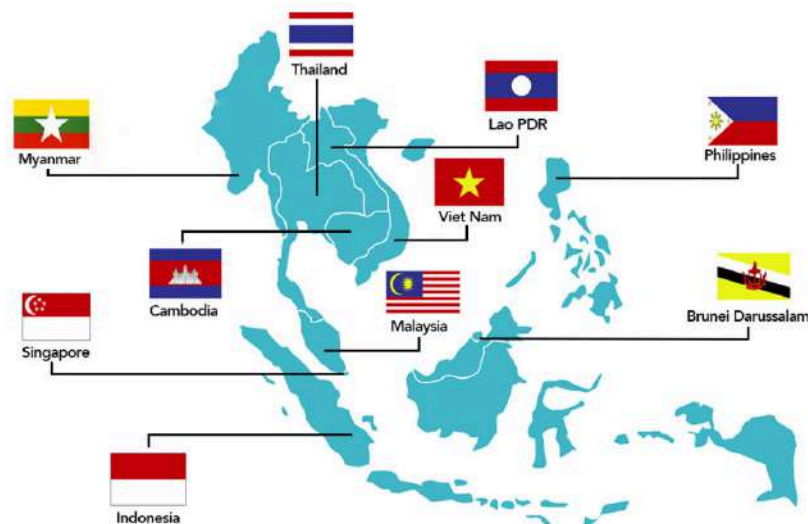 Thailand
Lao PDR
Myanmar
Philippines
Viet Nam
Cambodia
Malaysia
Brunei Darussalam
Singapore
Indonesia